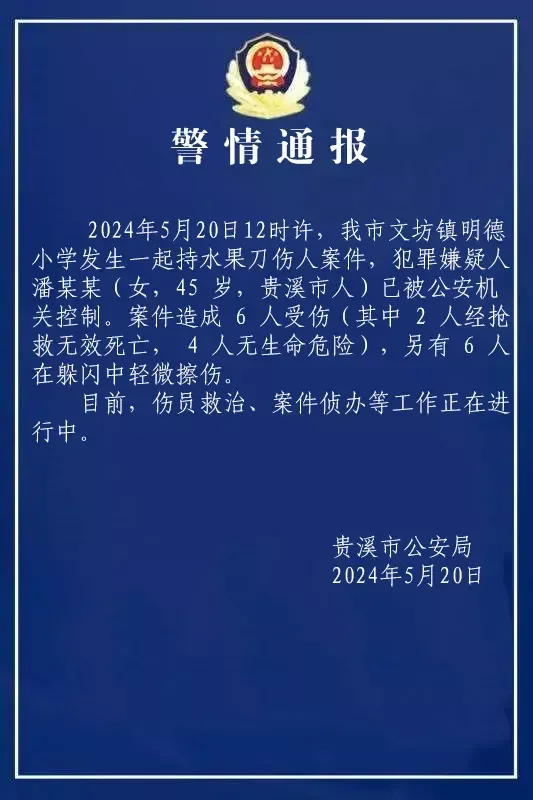 警情通报
2024年5月20日12时许，我市文坊镇明德
小学发生一起持水果刀伤人案件，犯罪嫌疑人
潘某某（女，45 岁，贵溪市人）已被公安机
关控制。案件造成 6 人受伤（其中 2 人经抢
救无效死亡， 4 人无生命危险），另有 6 人
在躲闪中轻微擦伤。
目前，伤员救治、案件侦办等工作正在进
行中。
贵溪市公安局
2024年5月20日